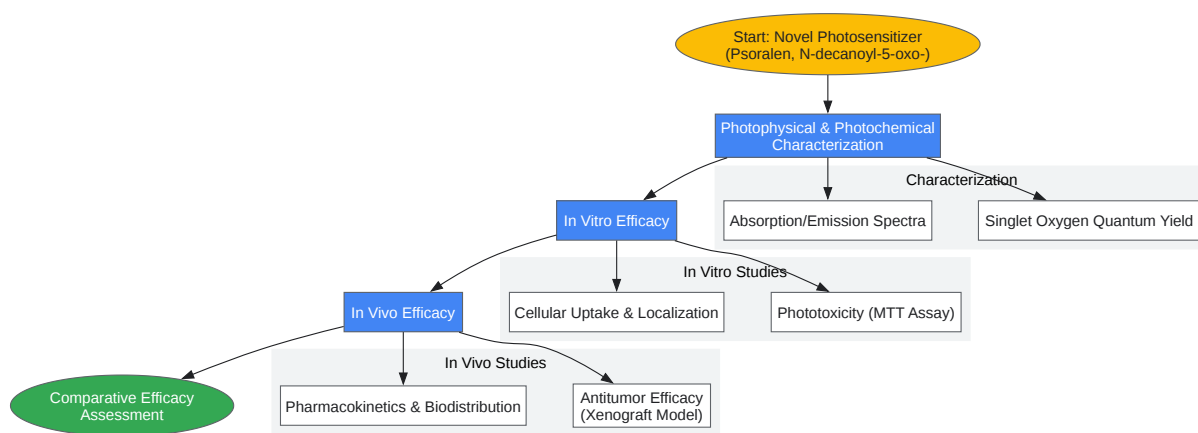 Start: Novel Photosensitizer
(Psoralen, N-decanoyl-5-oxo-)
Photophysical & Photochemical
Characterization
Characterization
Absorption/Emission Spectra
Singlet Oxygen Quantum Yield
In Vitro Efficacy
In Vitro Studies
Cellular Uptake & Localization
Phototoxicity (MTT Assay)
In Vivo Efficacy
In Vivo Studies
Pharmacokinetics & Biodistribution
Antitumor Efficacy
(Xenograft Model)
Comparative Efficacy
Assessment